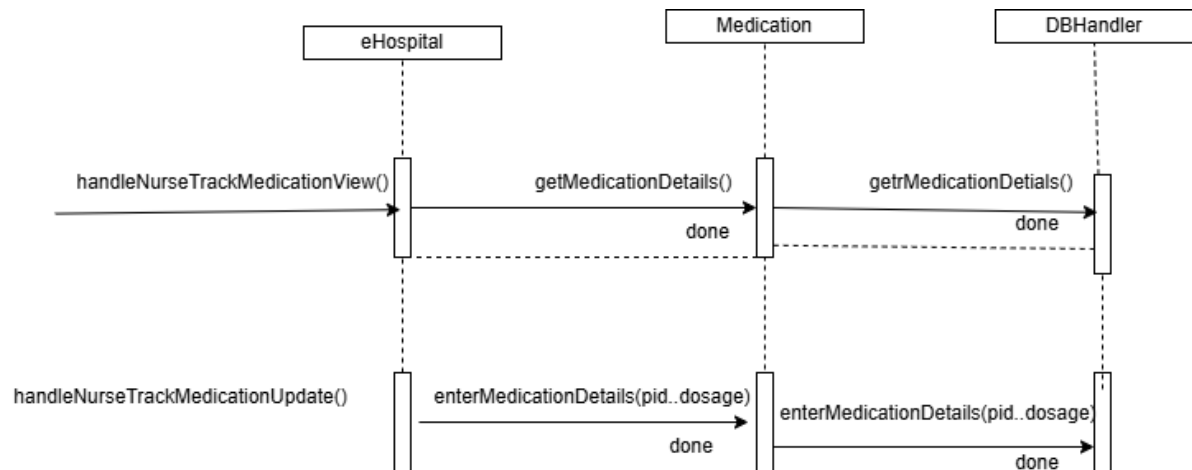 eHospital
Medication
DBHandler
handleNurseTrackMedicationView()
getMedicationDetails()
getrMedicationDetials()
done
done
handleNurseTrackMedicationUpdate()
enterMedicationDetails(pid..dosage)
enterMedicationDetails(pid..dosage)
done
done